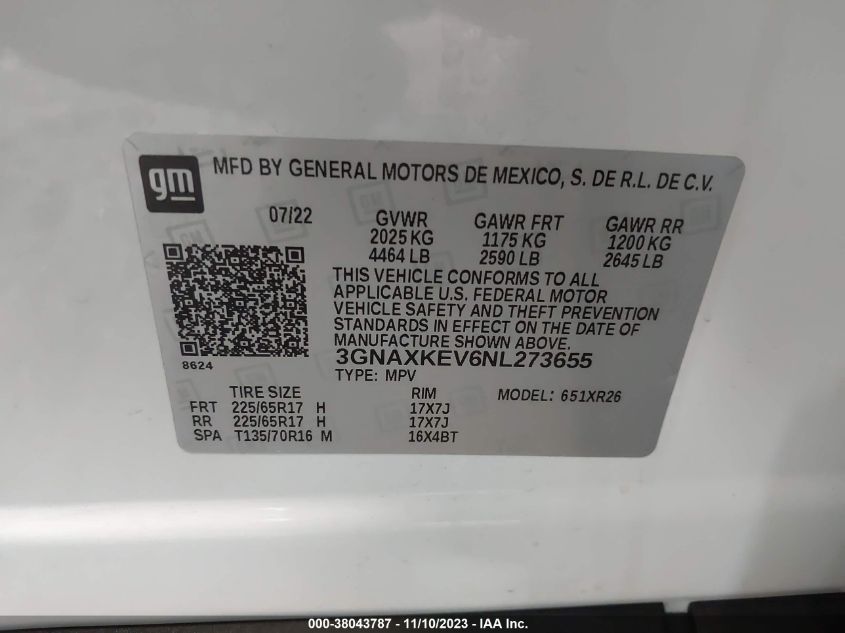 gm MFD BY GENERAL MOTORS DE MEXICO, S. DE R.L. DE C.V.
07/22 GVWR GAWR FRT GAWR RR
2025 KG 1175 KG 1200 KG
4464 LB 2590 LB 2645 LB
THIS VEHICLE CONFORMS TO ALL
APPLICABLE U.S. FEDERAL MOTOR
VEHICLE SAFETY AND THEFT PREVENTION
STANDARDS IN EFFECT ON THE DATE OF
MANUFACTURE SHOWN ABOVE.
8624 3GNAXKEV6NL273655
TYPE: MPV
TIRE SIZE RIM MODEL: 651XR26
FRT 225/65R17 H 17X7J
RR 225/65R17 H 17X7J
SPA T135/70R16 M 16X4BT
000-38043787 - 11/10/2023 - IAA Inc.